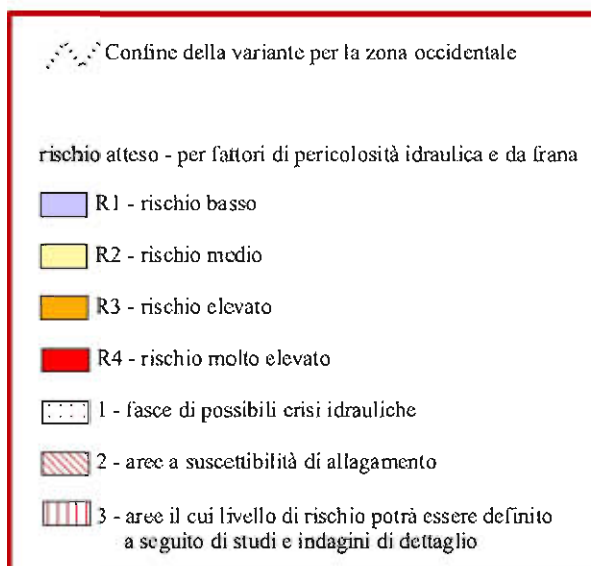 Confine della variante per la zona occidentale
rischio atteso - per fattori di pericolosità idraulica e da frana
R1 - rischio basso
R2 - rischio medio
R3 - rischio elevato
R4 - rischio molto elevato
1 - fasce di possibili crisi idrauliche
2 - aree a suscettibilità di allagamento
3 - aree il cui livello di rischio potrà essere definito
a seguito di studi e indagini di dettaglio